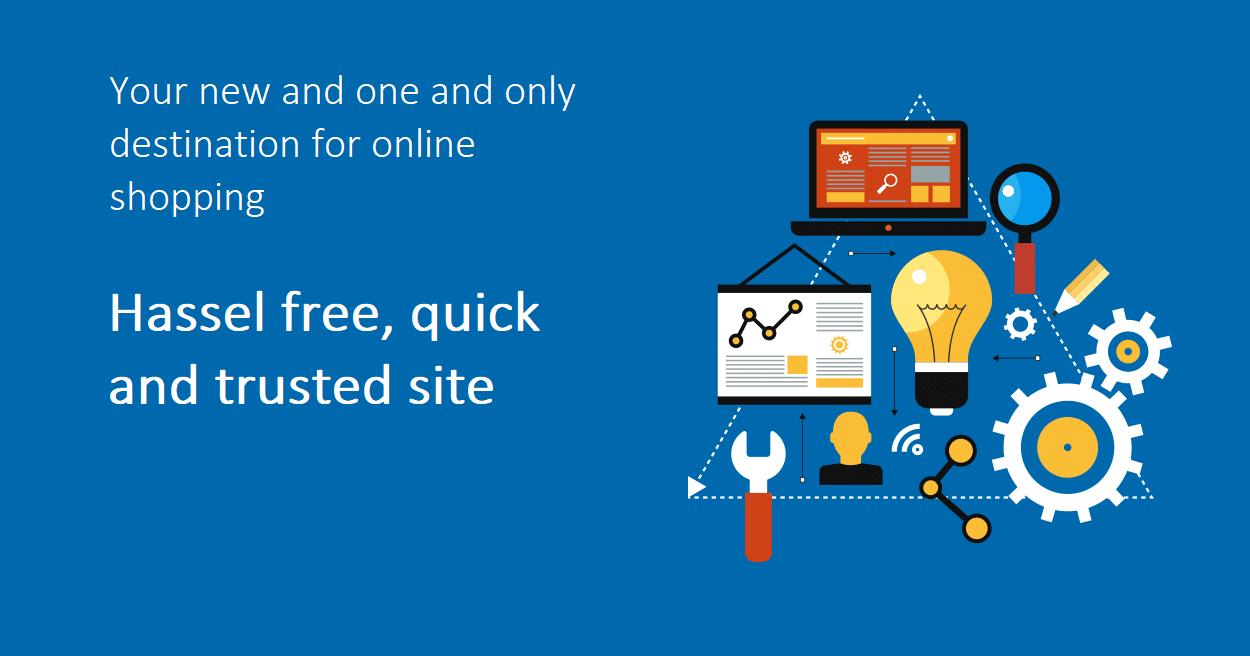 Your new and one and only
destination for online
shopping
Hassel free, quick
and trusted site